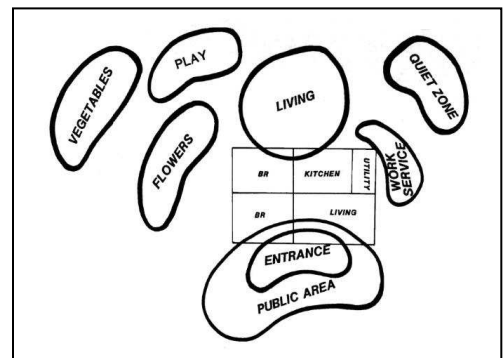 PLAY
VEGETABLES
LIVING
QUIET ZONE
FLOWERS
BR
KITCHEN
UTILITY
WORK
SERVICE
BR
LIVING
ENTRANCE
PUBLIC AREA